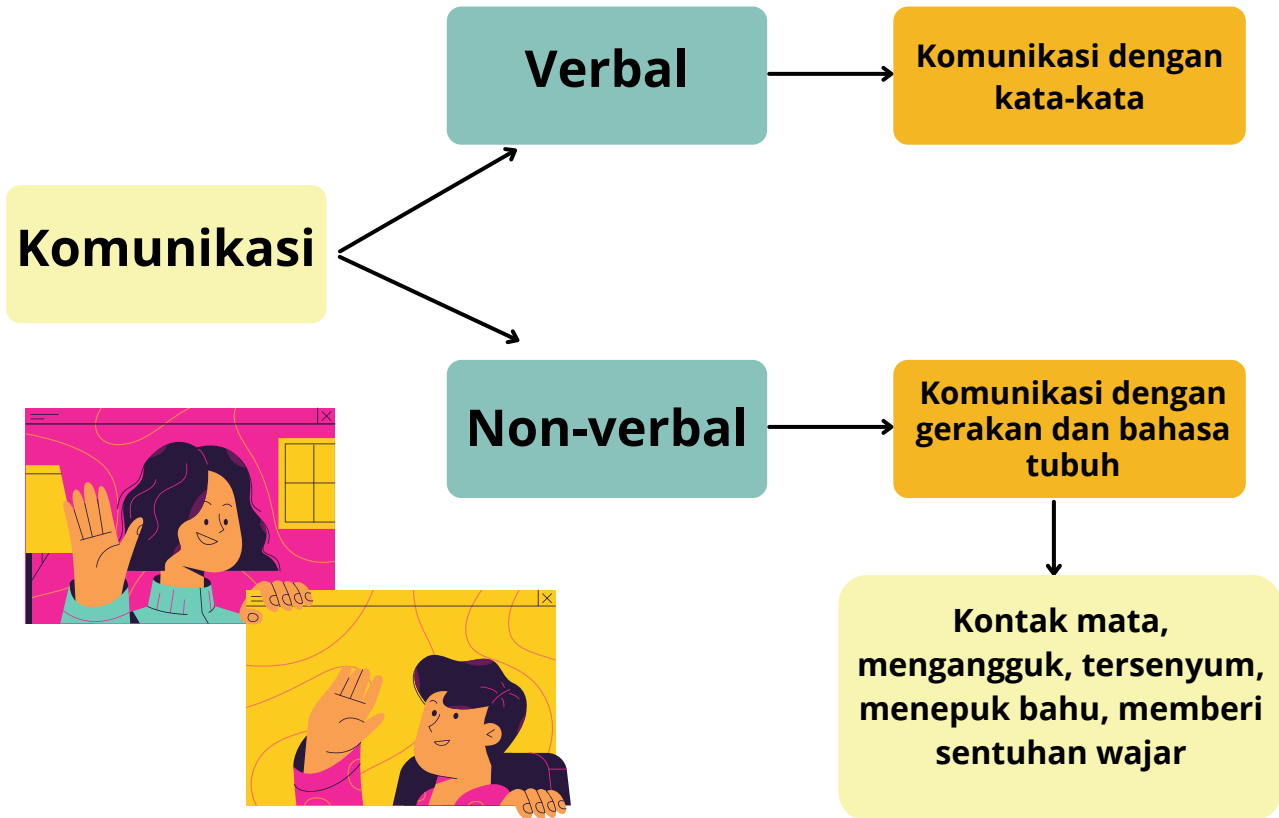 Verbal
Komunikasi dengan
kata-kata
Komunikasi
Non-verbal
Komunikasi dengan
gerakan dan bahasa
tubuh
Kontak mata,
mengangguk, tersenyum,
menepuk bahu, memberi
sentuhan wajar